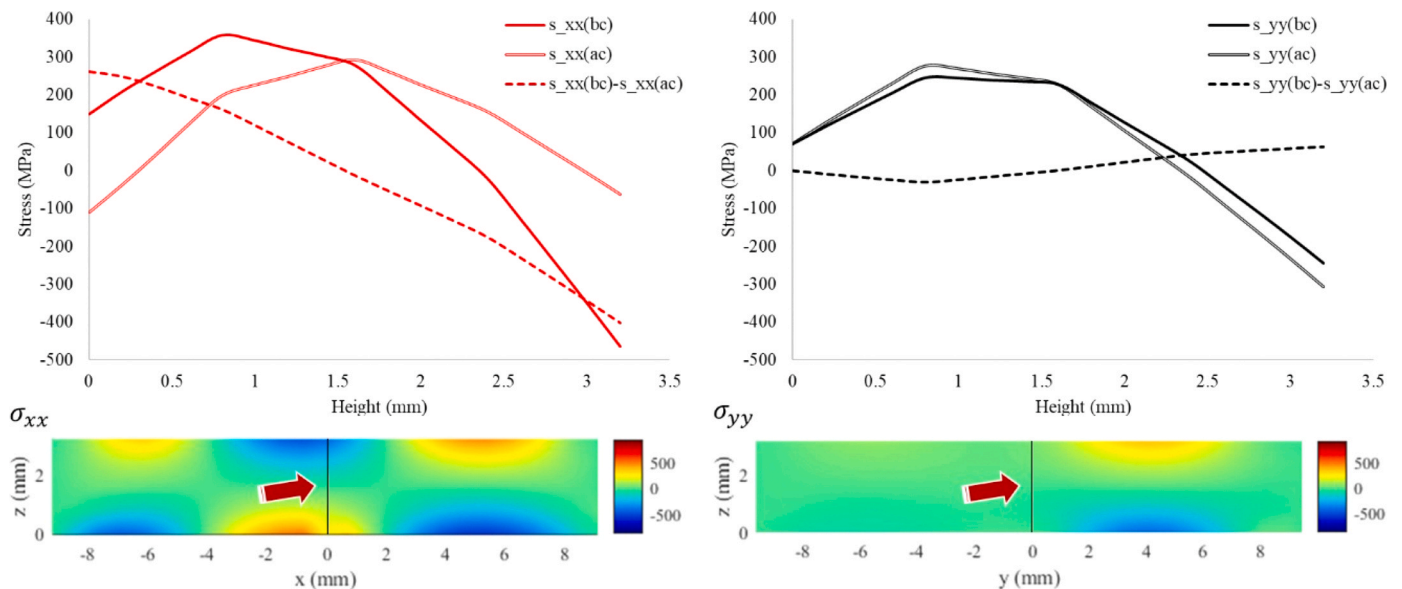 400
300
200
100
0
-100
-200
-300
-400
-500
Stress (MPa)
s_xx(bc)
s_xx(ac)
s_xx(bc)-s_xx(ac)
0 0.5 1 1.5 2 2.5 3 3.5
Height (mm)
400
300
200
100
0
-100
-200
-300
-400
-500
Stress (MPa)
s_yy(bc)
s_yy(ac)
s_yy(bc)-s_yy(ac)
0 0.5 1 1.5 2 2.5 3 3.5
Height (mm)
σxx
z (mm)
2
0
-8 -6 -4 -2 0 2 4 6 8
x (mm)
500
0
-500
σyy
z (mm)
2
0
-8 -6 -4 -2 0 2 4 6 8
y (mm)
500
0
-500